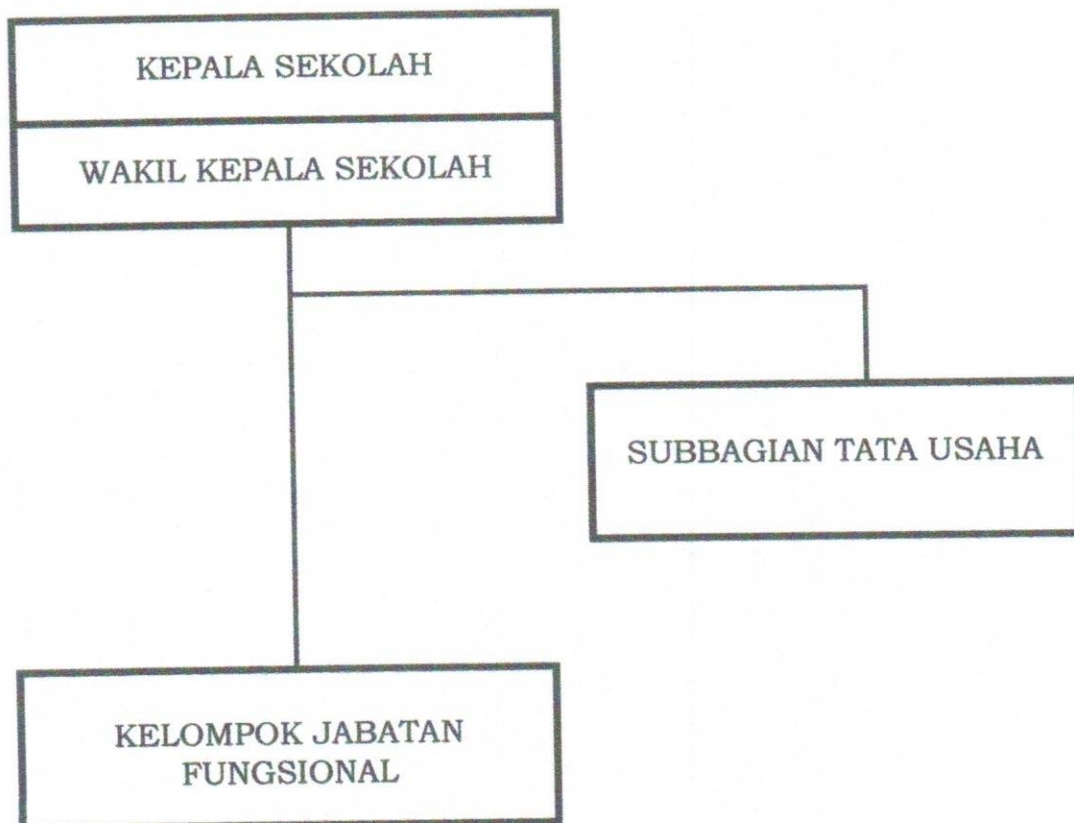 KEPALA SEKOLAH
WAKIL KEPALA SEKOLAH
SUBBAGIAN TATA USAHA
KELOMPOK JABATAN
FUNGSIONAL